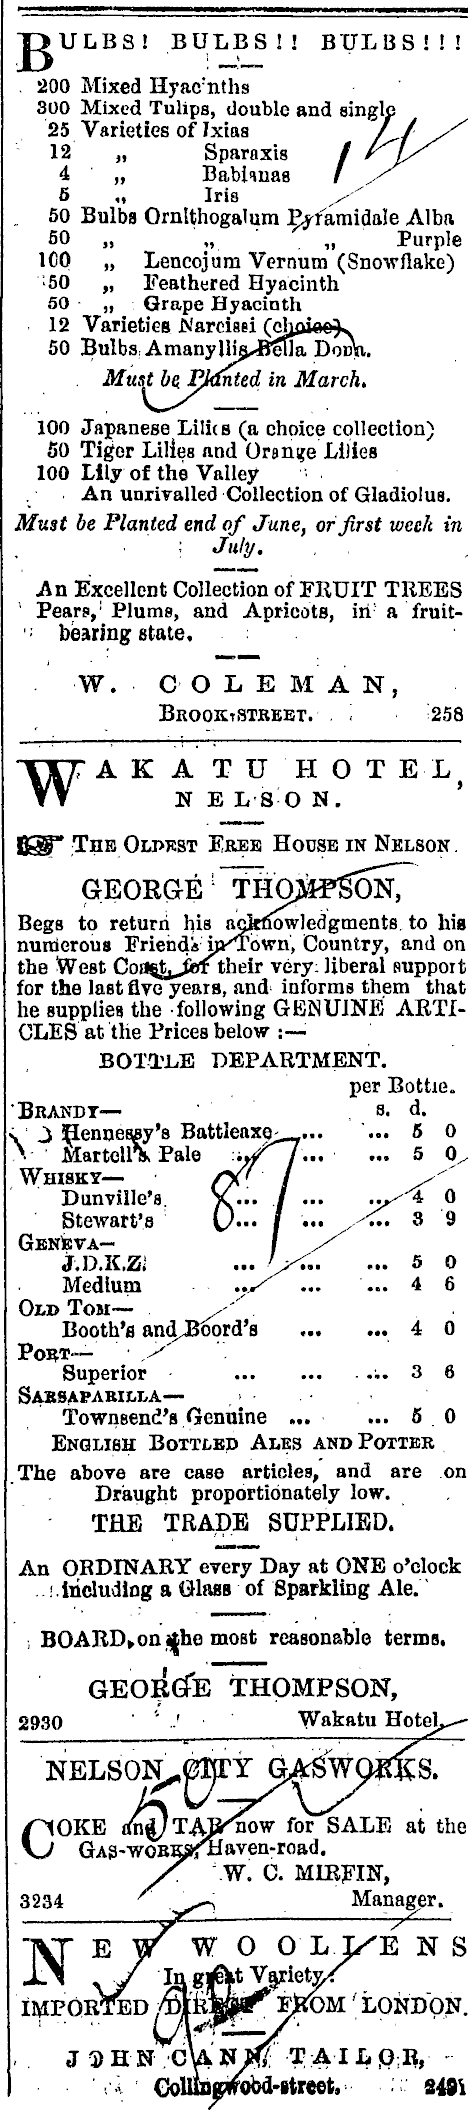 BULBS! BULBS!! BULBS!!!
200 Mixed Hyacinths
300 Mixed Tulips, double and single
25 Varieties of Ixias
12 ,, Sparaxis
4 ,, Babianas
5 ,, Iris
50 Bulbs Ornithogalum Pyramidale Alba
50 ,, ,, ,, Purple
100 ,, Lencojum Vernum (Snowflake)
50 ,, Feathered Hyacinth
50 ,, Grape Hyacinth
12 Varieties Narcissi (choice)
50 Bulbs Amanyllis Bella Dona.
Must be Planted in March.
100 Japanese Lilies (a choice collection)
50 Tiger Lilies and Orange Lilies
100 Lily of the Valley
An unrivalled Collection of Gladiolus.
Must be Planted end of June, or first week in
July.
An Excellent Collection of FRUIT TREES
Pears, Plums, and Apricots, in a fruit-
bearing state.
W. COLEMAN,
BROOK-STREET. 258
WAKATU HOTEL,
NELSON.
THE OLDEST FREE HOUSE IN NELSON.
GEORGE THOMPSON,
Begs to return his acknowledgments to his
numerous Friends in Town, Country, and on
the West Coast, for their very liberal support
for the last five years, and informs them that
he supplies the following GENUINE ARTI-
CLES at the Prices below :—
BOTTLE DEPARTMENT.
per Bottle.
BRANDY— s. d.
Hennessy's Battleaxe ... ... 5 0
Martell's Pale ... ... ... 5 0
WHISKY—
Dunville's ... ... ... 4 0
Stewart's ... ... ... 3 9
GENEVA—
J.D.K.Z. ... ... ... 5 0
Medium ... ... ... 4 6
OLD TOM—
Booth's and Boord's ... ... 4 0
PORT—
Superior ... ... ... 3 6
SARSAPARILLA—
Townsend's Genuine ... ... 5 0
ENGLISH BOTTLED ALES AND POTTER
The above are case articles, and are on
Draught proportionately low.
THE TRADE SUPPLIED.
An ORDINARY every Day at ONE o'clock
including a Glass of Sparkling Ale.
BOARD, on the most reasonable terms.
GEORGE THOMPSON,
2930 Wakatu Hotel.
NELSON CITY GASWORKS.
COKE and TAR now for SALE at the
GAS-WORKS, Haven-road.
W. C. MIRFIN,
3234 Manager.
NEW WOOLLENS
In great Variety.
IMPORTED DIRECT FROM LONDON.
JOHN CANN, TAILOR,
Collingwood-street. 2491
14
87
50